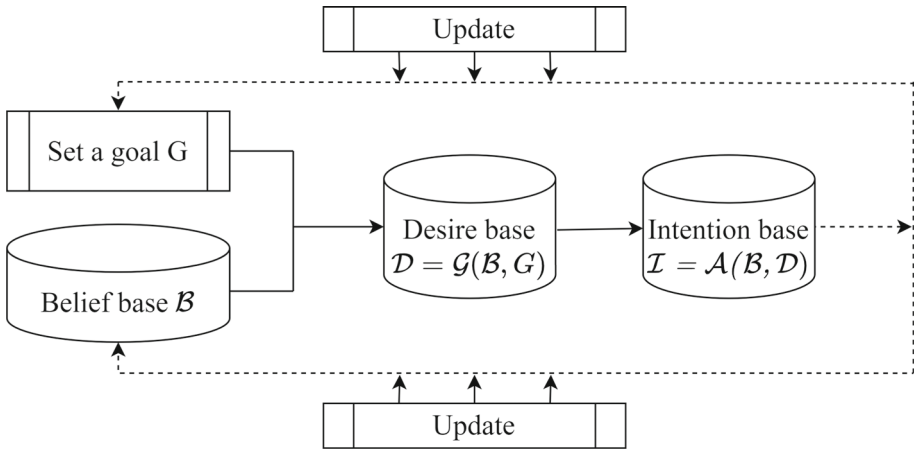 Update
Set a goal G
Belief base ℬ
Desire base
𝒟 = 𝒢(ℬ, G)
Intention base
ℐ = 𝒜(ℬ, 𝒟)
Update